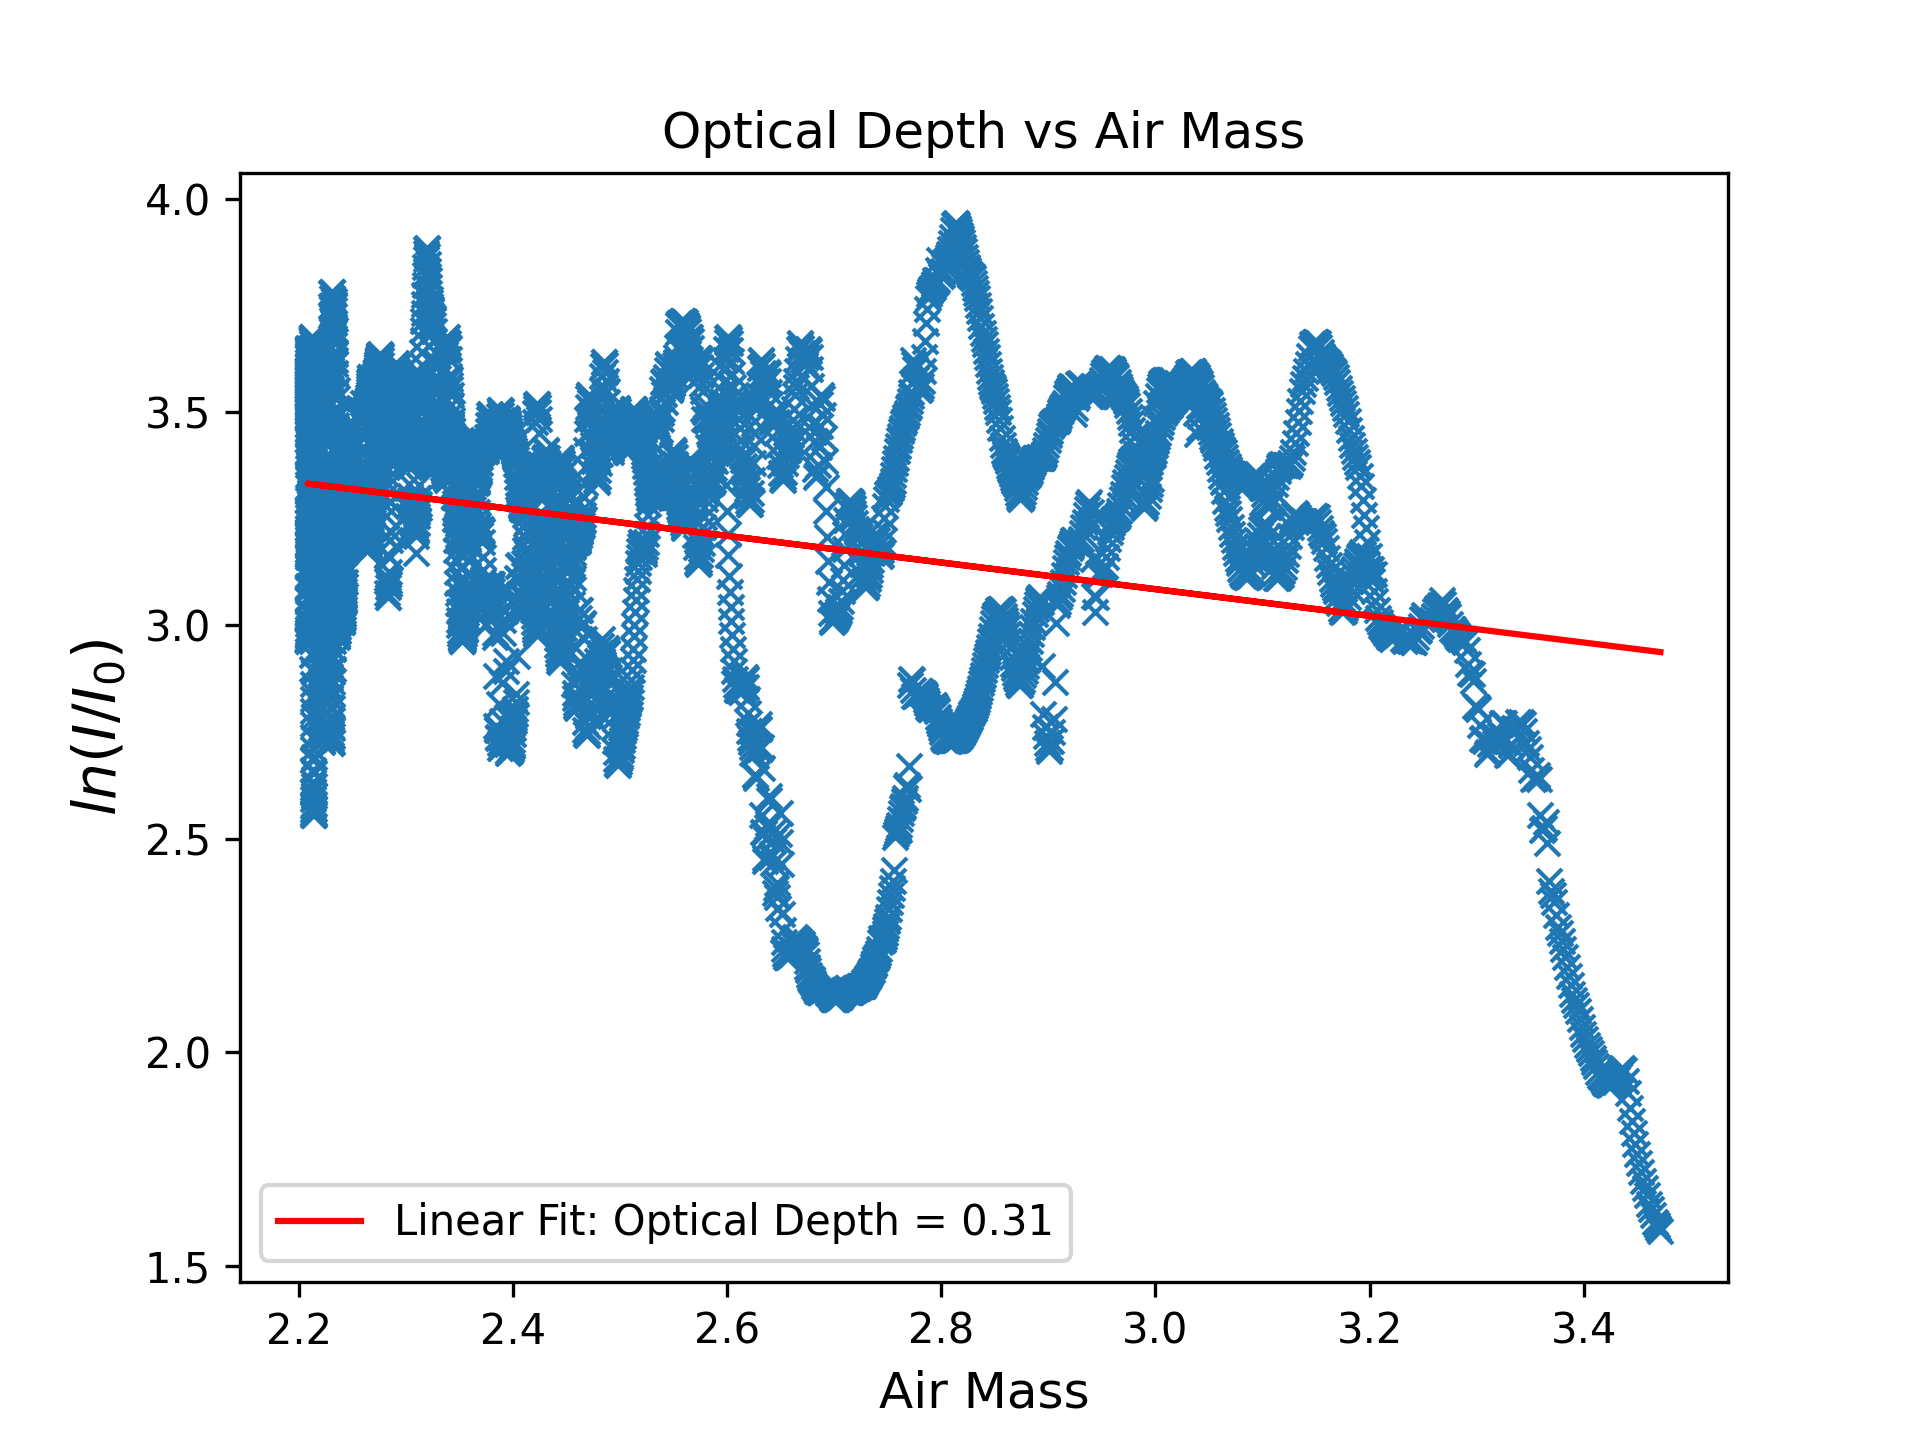 Optical Depth vs Air Mass
ln(I/I₀)
4.0
3.5
3.0
2.5
2.0
1.5
Linear Fit: Optical Depth = 0.31
2.2 2.4 2.6 2.8 3.0 3.2 3.4
Air Mass